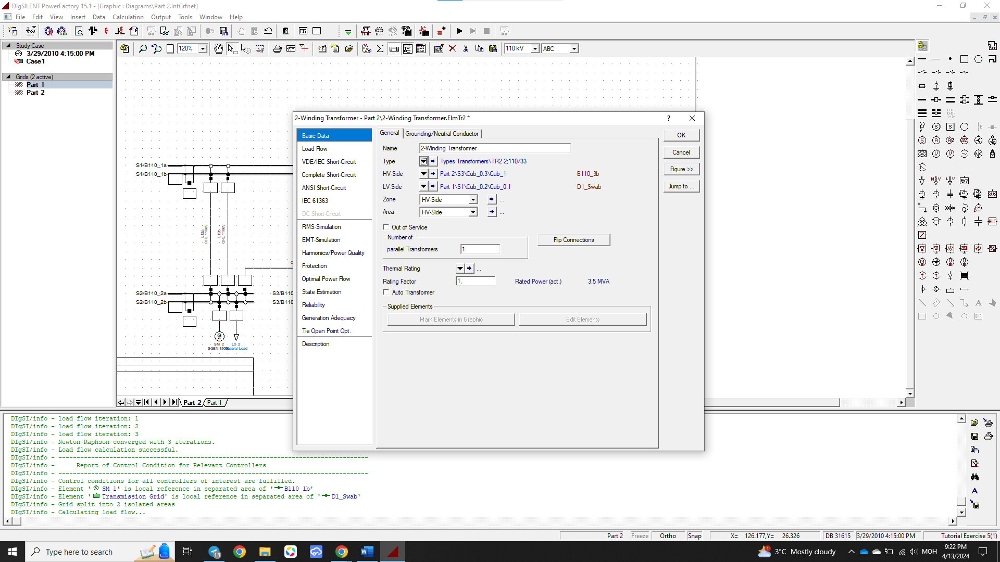 DIgSILENT PowerFactory 15.1 - [Graphic : Diagrams\Part 2.IntGrfnet]
File Edit View Insert Data Calculation Output Tools Window Help
Study Case
3/29/2010 4:15:00 PM
Case1
Grids (2 active)
Part 1
Part 2
120%
110 kV
ABC
S1/B110_1a
S1/B110_1b
L12a
OHL 110kV
L12b
OHL 110kV
S2/B110_2a
S2/B110_2b
S3/B110
S3/B110
G
SM_2
Ld_2
General Load
Part 2
Part 1
2-Winding Transformer - Part 2\2-Winding Transformer.ElmTr2 *
?
Basic Data
Load Flow
VDE/IEC Short-Circuit
Complete Short-Circuit
ANSI Short-Circuit
IEC 61363
DC Short-Circuit
RMS-Simulation
EMT-Simulation
Harmonics/Power Quality
Protection
Optimal Power Flow
State Estimation
Reliability
Generation Adequacy
Tie Open Point Opt.
Description
General
Grounding/Neutral Conductor
Name 2-Winding Transformer
Type Types Transformers\TR2 2;110/33
HV-Side Part 2\S3\Cub_0.3\Cub_1 B110_3b
LV-Side Part 1\S1\Cub_0.2\Cub_0.1 D1_Swab
Zone HV-Side ...
Area HV-Side ...
Out of Service
Number of
parallel Transformers 1
Flip Connections
Thermal Rating ...
Rating Factor 1, Rated Power (act.) 3,5 MVA
Auto Transformer
Supplied Elements
Mark Elements in Graphic
Edit Elements
OK
Cancel
Figure >>
Jump to ...
DIgSI/info - load flow iteration: 1
DIgSI/info - load flow iteration: 2
DIgSI/info - load flow iteration: 3
DIgSI/info - Newton-Raphson converged with 3 iterations.
DIgSI/info - Load flow calculation successful.
DIgSI/info - --------------------------------------------------------------------------------
DIgSI/info - Report of Control Condition for Relevant Controllers
DIgSI/info - --------------------------------------------------------------------------------
DIgSI/info - Control conditions for all controllers of interest are fulfilled.
DIgSI/info - Element ' SM_1' is local reference in separated area of ' B110_1b'
DIgSI/info - Element ' Transmission Grid' is local reference in separated area of ' D1_Swab'
DIgSI/info - Grid split into 2 isolated areas
DIgSI/info - Calculating load flow...
Part 2 Freeze Ortho Snap X= 126.177,Y= 26.326 DB 31615 3/29/2010 4:15:00 PM Tutorial Exercise 5(1)
Type here to search
18
1
3°C Mostly cloudy
MOH
9:22 PM
4/13/2024